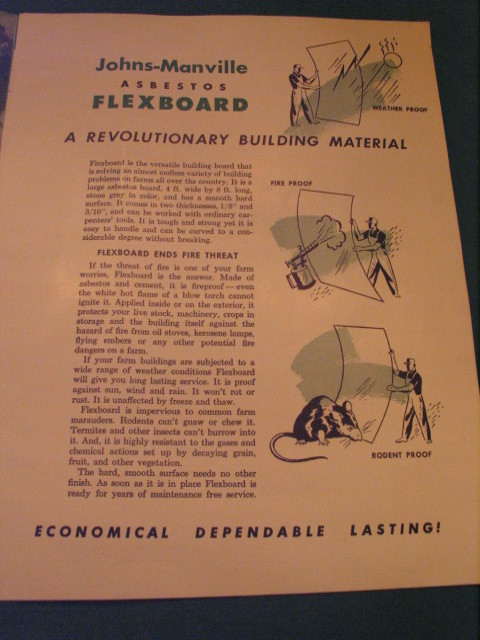 Johns-Manville
ASBESTOS
FLEXBOARD
WEATHER PROOF
A REVOLUTIONARY BUILDING MATERIAL
Flexboard is the versatile building board that
is solving an almost endless variety of building
problems on farms all over the country. It is a
large asbestos board, 4 ft. wide by 8 ft. long,
stone grey in color, and has a smooth hard
surface. It comes in two thicknesses, 1/8" and
3/16", and can be worked with ordinary car-
penters' tools. It is tough and strong yet it is
easy to handle and can be curved to a con-
siderable degree without breaking.
FIRE PROOF
FLEXBOARD ENDS FIRE THREAT
If the threat of fire is one of your farm
worries, Flexboard is the answer. Made of
asbestos and cement, it is fireproof—even
the white hot flame of a blow torch cannot
ignite it. Applied inside or on the exterior, it
protects your live stock, machinery, crops in
storage and the building itself against the
hazard of fire from oil stoves, kerosene lamps,
flying embers or any other potential fire
dangers on a farm.
If your farm buildings are subjected to a
wide range of weather conditions Flexboard
will give you long lasting service. It is proof
against sun, wind and rain. It won't rot or
rust. It is unaffected by freeze and thaw.
Flexboard is impervious to common farm
marauders. Rodents can't gnaw or chew it.
Termites and other insects can't burrow into
it. And, it is highly resistant to the gases and
chemical actions set up by decaying grain,
fruit, and other vegetation.
The hard, smooth surface needs no other
finish. As soon as it is in place Flexboard is
ready for years of maintenance free service.
RODENT PROOF
ECONOMICAL DEPENDABLE LASTING!